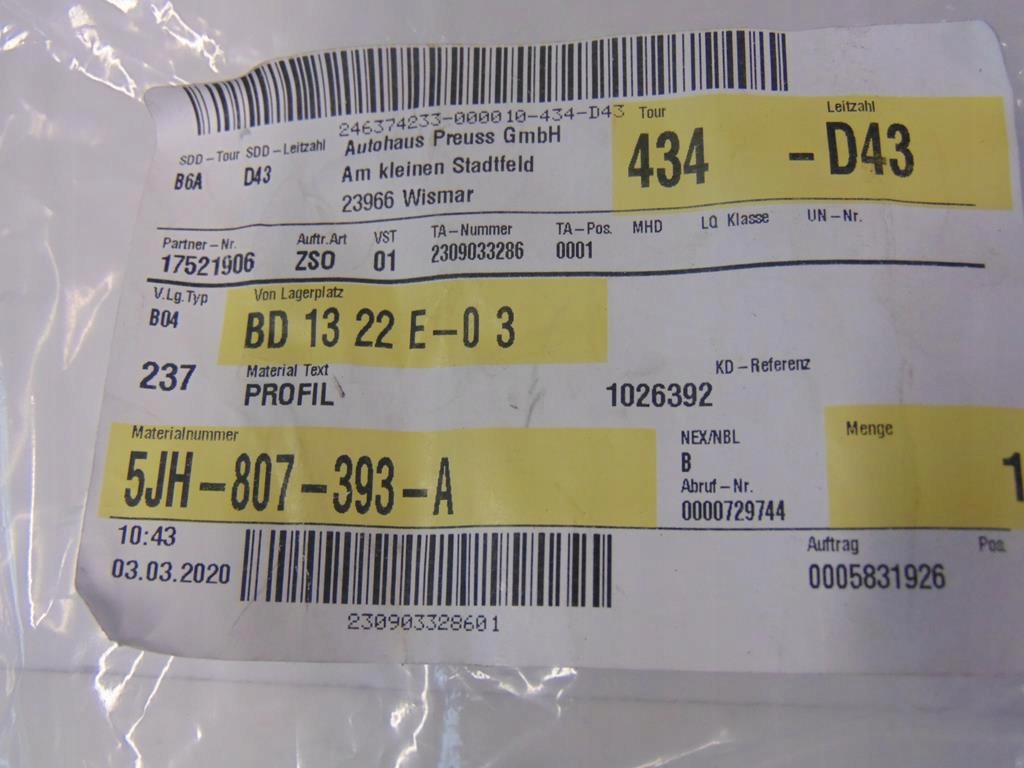 246374233-000010-434-D43
SDD-Tour SDD-Leitzahl
B6A D43
Autohaus Preuss GmbH
Am kleinen Stadtfeld
23966 Wismar
Tour Leitzahl
434 - D43
Partner-Nr. Auftr.Art VST TA-Nummer TA-Pos. MHD LQ Klasse UN-Nr.
17521906 ZSO 01 2309033286 0001
V.Lg.Typ Von Lagerplatz
B04 BD 13 22 E-0 3
Material Text KD-Referenz
237 PROFIL 1026392
Materialnummer NEX/NBL Menge
5JH-807-393-A B 1
Abruf-Nr.
0000729744
10:43 Auftrag Pos.
03.03.2020 0005831926
230903328601